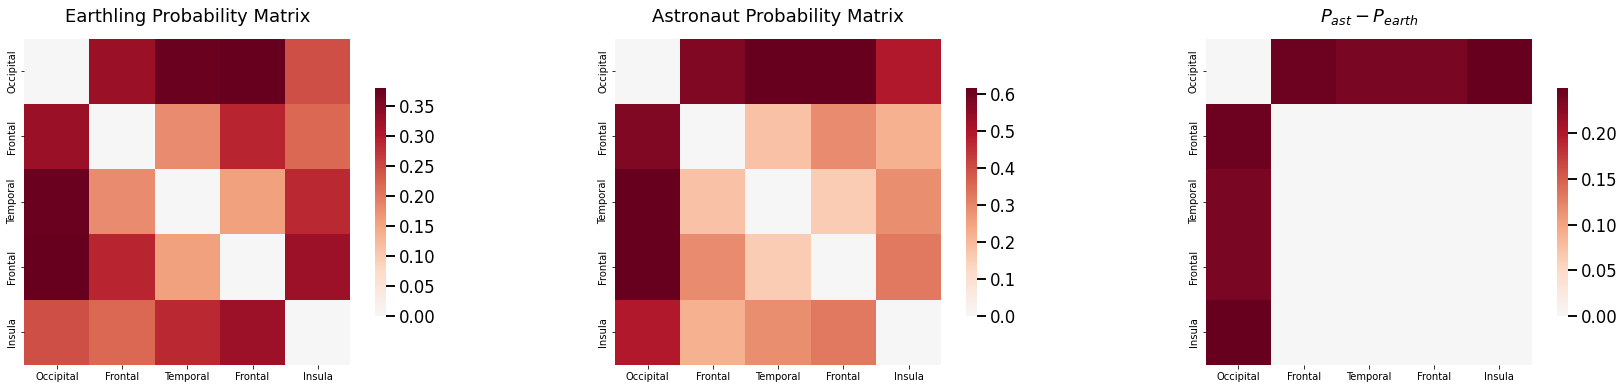 Earthling Probability Matrix
Occipital
Frontal
Temporal
Frontal
Insula
Occipital Frontal Temporal Frontal Insula
0.35
0.30
0.25
0.20
0.15
0.10
0.05
0.00
Astronaut Probability Matrix
Occipital
Frontal
Temporal
Frontal
Insula
Occipital Frontal Temporal Frontal Insula
0.6
0.5
0.4
0.3
0.2
0.1
0.0
P_{ast} − P_{earth}
Occipital
Frontal
Temporal
Frontal
Insula
Occipital Frontal Temporal Frontal Insula
0.20
0.15
0.10
0.05
0.00